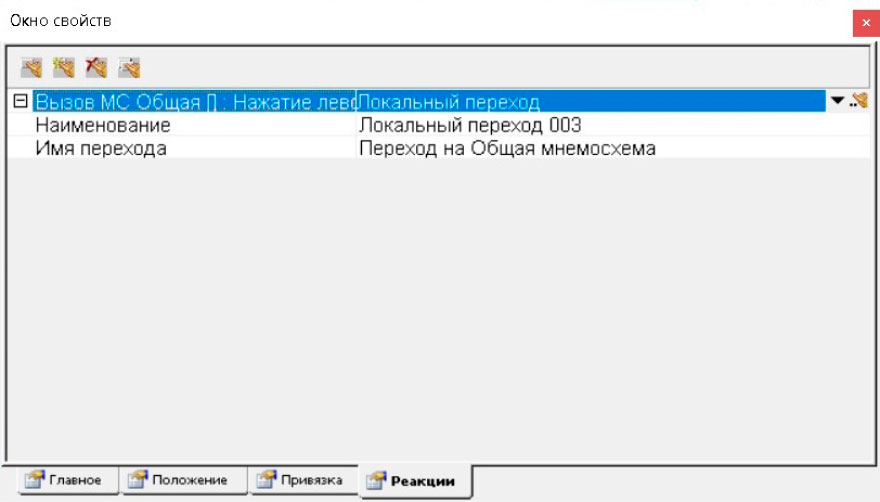 Окно свойств
Вызов МС Общая [] : Нажатие лево Локальный переход
Наименование Локальный переход 003
Имя перехода Переход на Общая мнемосхема
Главное Положение Привязка Реакции